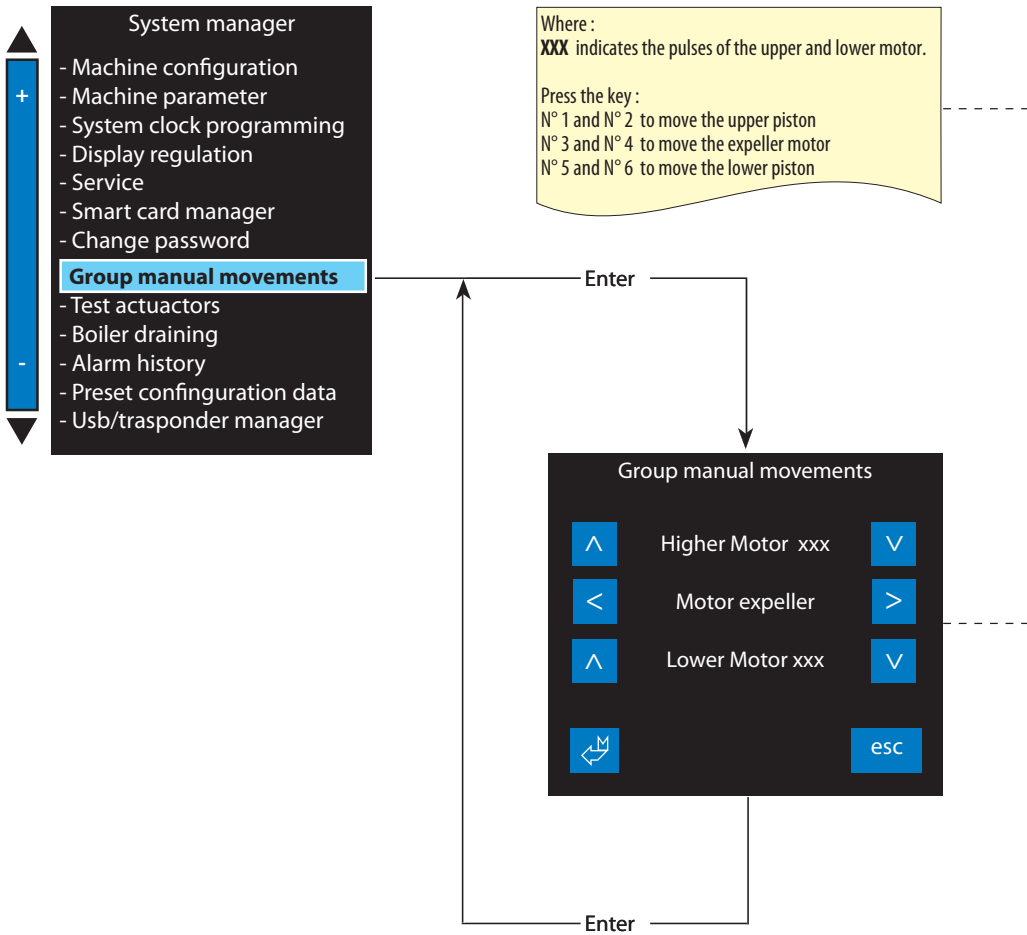 System manager
+
- Machine configuration
- Machine parameter
- System clock programming
- Display regulation
- Service
- Smart card manager
- Change password
Group manual movements
- Test actuactors
- Boiler draining
-
- Alarm history
- Preset confinguration data
- Usb/trasponder manager
Where :
XXX indicates the pulses of the upper and lower motor.
Press the key :
N° 1 and N° 2 to move the upper piston
N° 3 and N° 4 to move the expeller motor
N° 5 and N° 6 to move the lower piston
Enter
Group manual movements
Λ Higher Motor xxx V
< Motor expeller >
Λ Lower Motor xxx V
M esc
Enter